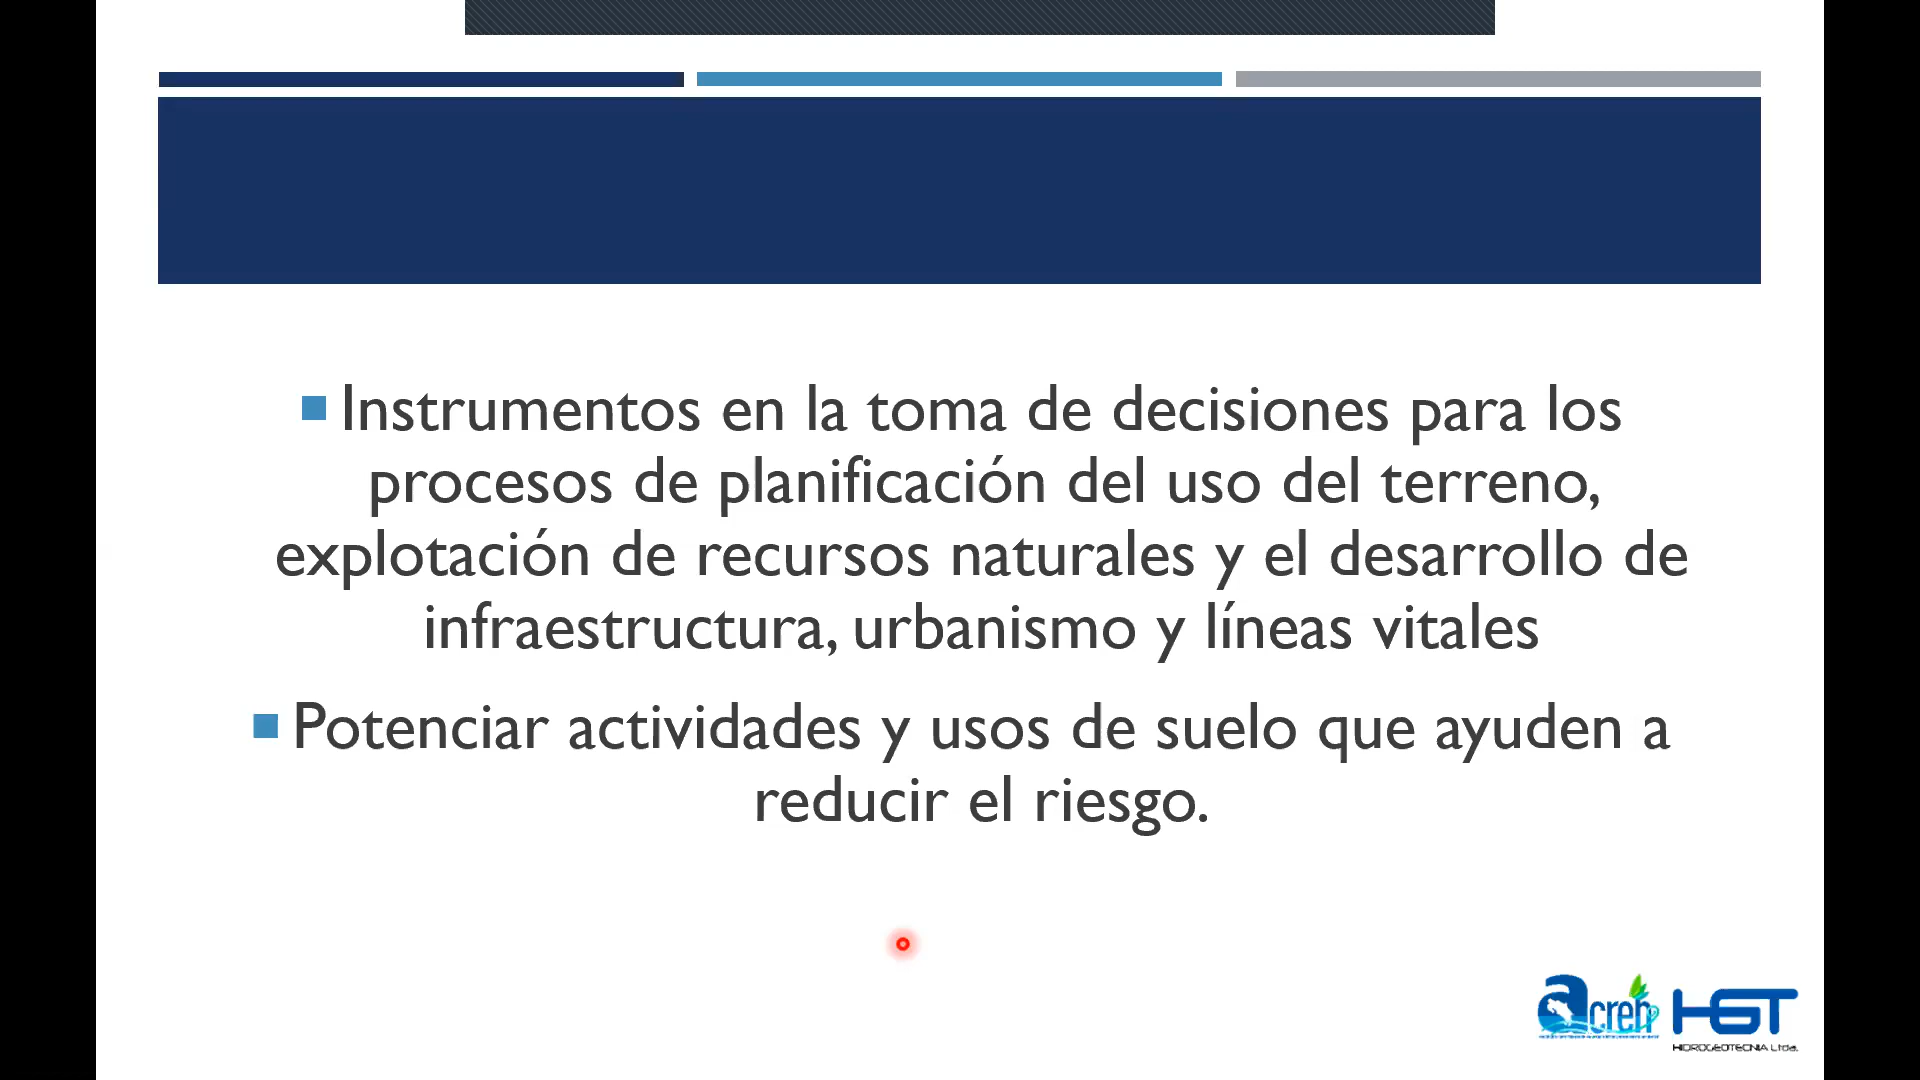 Instrumentos en la toma de decisiones para los
procesos de planificación del uso del terreno,
explotación de recursos naturales y el desarrollo de
infraestructura, urbanismo y líneas vitales
Potenciar actividades y usos de suelo que ayuden a
reducir el riesgo.
acreh HGT
HIDROGEOTECNIA Ltda.